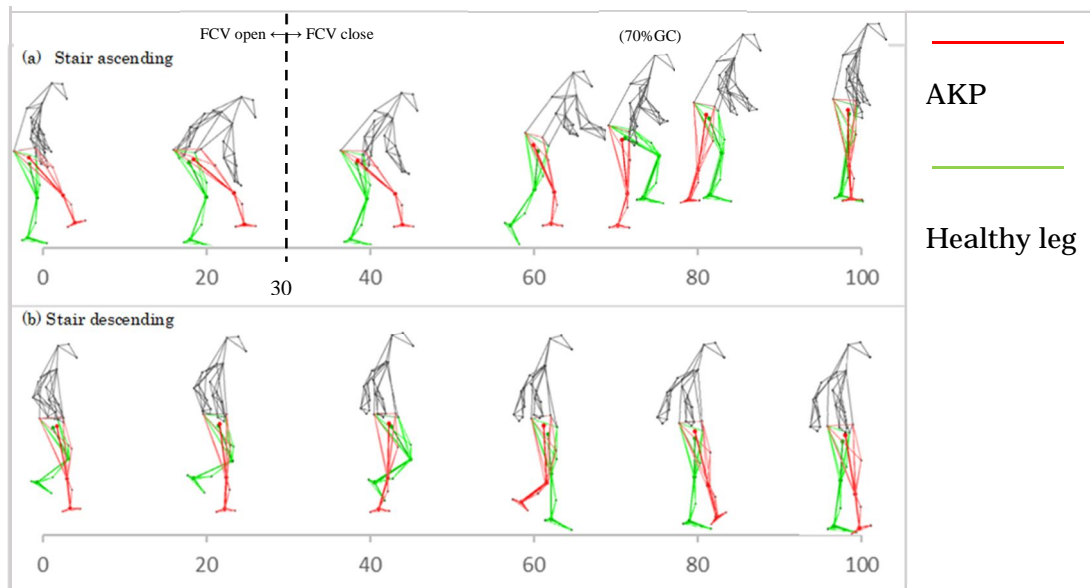 FCV open ←→ FCV close
(70%GC)
(a) Stair ascending
0 20 40 60 80 100
30
(b) Stair descending
0 20 40 60 80 100
AKP
Healthy leg